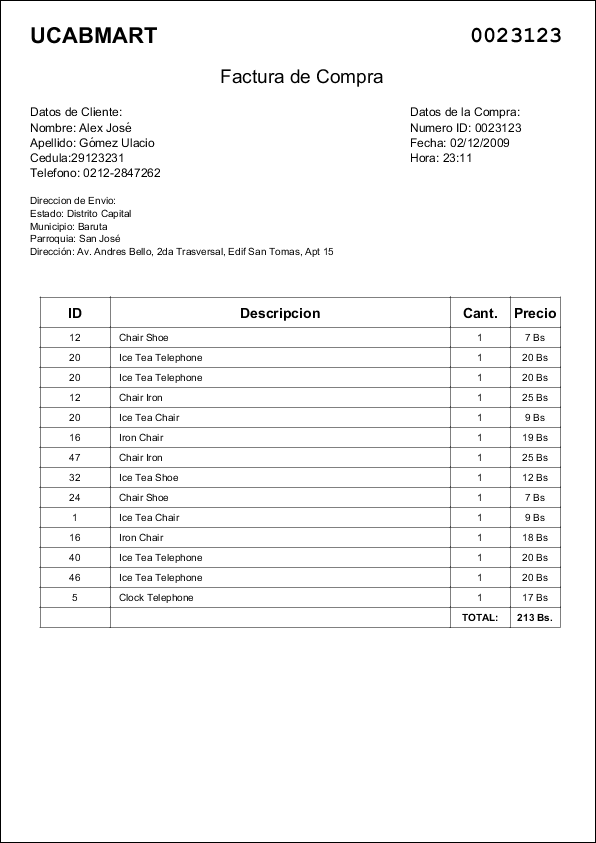 UCABMART 0023123
Factura de Compra
Datos de Cliente: Datos de la Compra:
Nombre: Alex José Numero ID: 0023123
Apellido: Gómez Ulacio Fecha: 02/12/2009
Cedula:29123231 Hora: 23:11
Telefono: 0212-2847262
Direccion de Envio:
Estado: Distrito Capital
Municipio: Baruta
Parroquia: San José
Dirección: Av. Andres Bello, 2da Trasversal, Edif San Tomas, Apt 15
ID Descripcion Cant. Precio
12 Chair Shoe 1 7 Bs
20 Ice Tea Telephone 1 20 Bs
20 Ice Tea Telephone 1 20 Bs
12 Chair Iron 1 25 Bs
20 Ice Tea Chair 1 9 Bs
16 Iron Chair 1 19 Bs
47 Chair Iron 1 25 Bs
32 Ice Tea Shoe 1 12 Bs
24 Chair Shoe 1 7 Bs
1 Ice Tea Chair 1 9 Bs
16 Iron Chair 1 18 Bs
40 Ice Tea Telephone 1 20 Bs
46 Ice Tea Telephone 1 20 Bs
5 Clock Telephone 1 17 Bs
TOTAL: 213 Bs.